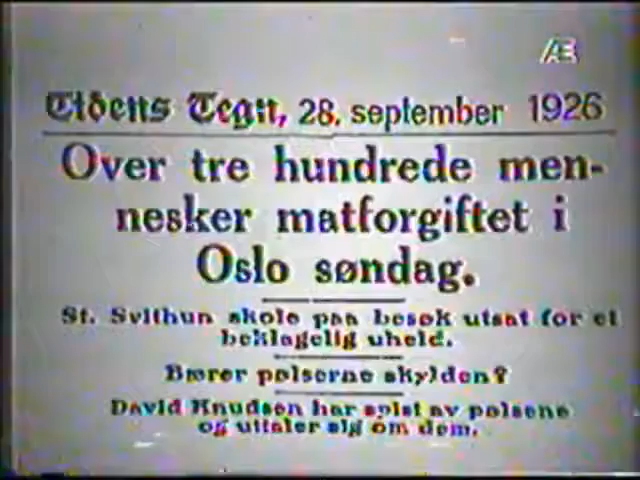 Æ
Tidens Tegn, 28. september 1926
Over tre hundrede men-
nesker matforgiftet i
Oslo søndag.
St. Svithun skole paa besøk utsat for et
beklagelig uheld.
Bærer pølserne skylden?
David Knudsen har spist av pølsene
og uttaler sig om dem.